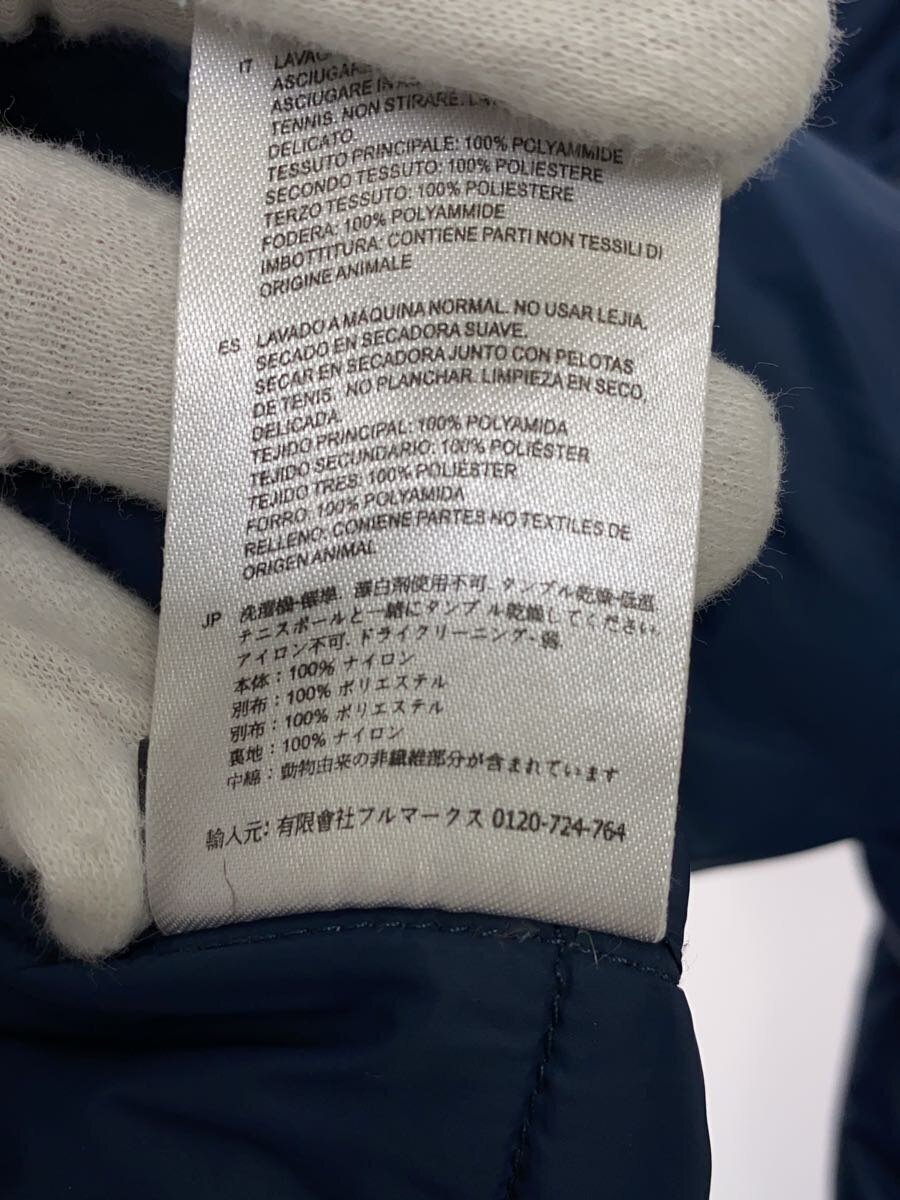 IT
ASCIUGARE
ASCIUGARE IN
TENNIS. NON STIRARE.
DELICATO.
TESSUTO PRINCIPALE: 100% POLYAMMIDE
SECONDO TESSUTO: 100% POLIESTERE
TERZO TESSUTO: 100% POLIESTERE
FODERA: 100% POLYAMMIDE
IMBOTTITURA: CONTIENE PARTI NON TESSILI DI
ORIGINE ANIMALE
ES LAVADO A MÁQUINA NORMAL. NO USAR LEJIA.
SECADO EN SECADORA SUAVE.
SECAR EN SECADORA JUNTO CON PELOTAS
DE TENIS. NO PLANCHAR. LIMPIEZA EN SECO,
DELICADA.
TEJIDO PRINCIPAL: 100% POLYAMIDA
TEJIDO SECUNDARIO: 100% POLIÉSTER
TEJIDO TRES: 100% POLIÉSTER
FORRO: 100% POLYAMIDA
RELLENO: CONTIENE PARTES NO TEXTILES DE
ORIGEN ANIMAL
JP 洗濯機-標準. 漂白剤使用不可. タンブル乾燥-低温.
テニスボールと一緒にタンブル乾燥してください.
アイロン不可. ドライクリーニング-弱.
本体：100% ナイロン
別布：100% ポリエステル
別布：100% ポリエステル
裏地：100% ナイロン
中綿：動物由来の非繊維部分が含まれています
輸入元: 有限會社フルマークス 0120-724-764